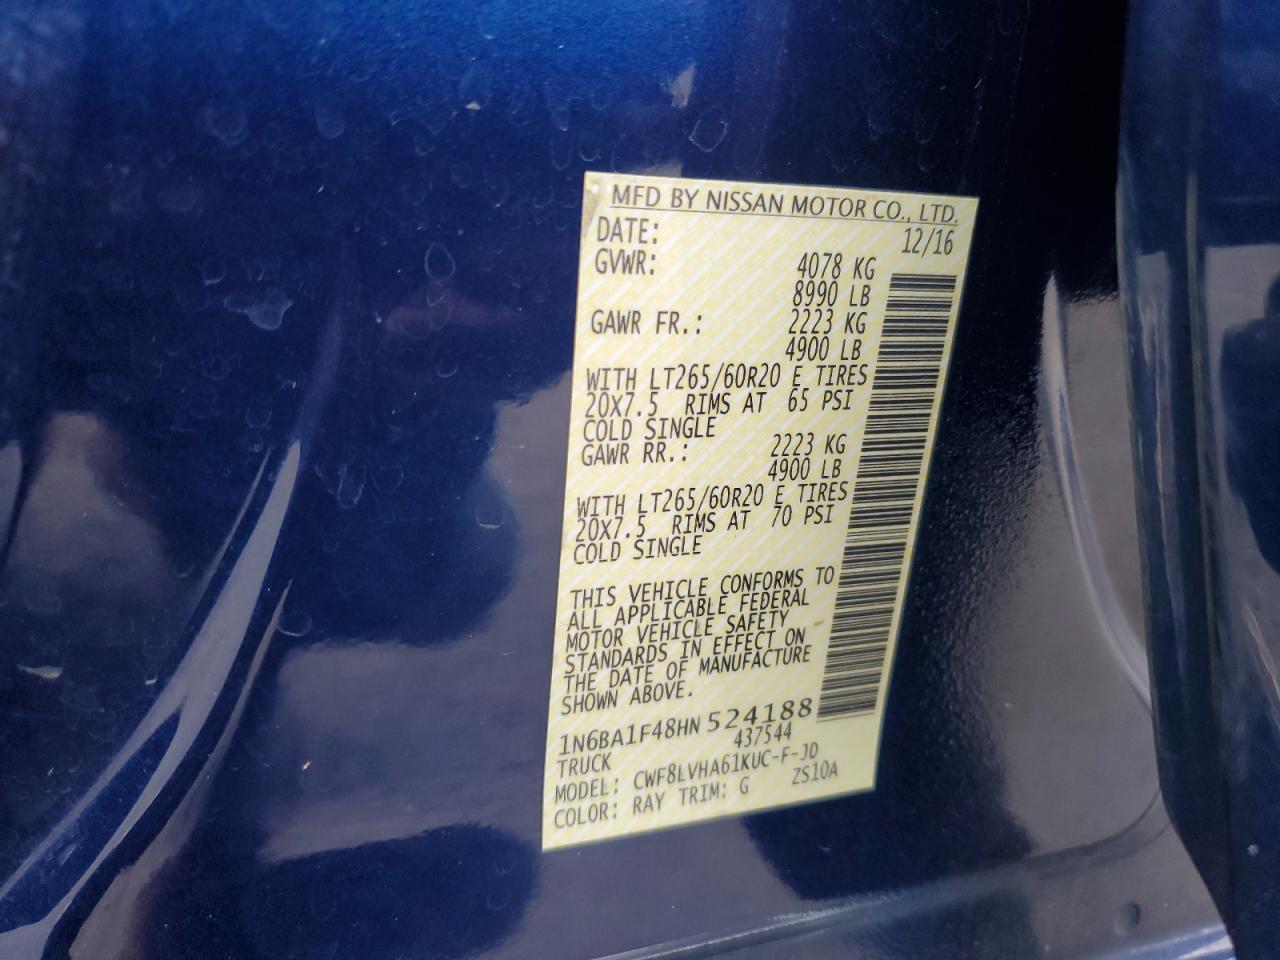 MFD BY NISSAN MOTOR CO., LTD.
DATE: 12/16
GVWR: 4078 KG
8990 LB
GAWR FR.: 2223 KG
4900 LB
WITH LT265/60R20 E TIRES
20X7.5 RIMS AT 65 PSI
COLD SINGLE
GAWR RR.: 2223 KG
4900 LB
WITH LT265/60R20 E TIRES
20X7.5 RIMS AT 70 PSI
COLD SINGLE
THIS VEHICLE CONFORMS TO
ALL APPLICABLE FEDERAL
MOTOR VEHICLE SAFETY
STANDARDS IN EFFECT ON
THE DATE OF MANUFACTURE
SHOWN ABOVE.
1N6BA1F48HN 524188
TRUCK 437544
MODEL: CWF8LVHA61KUC-F-JD
COLOR: RAY TRIM: G ZS10A